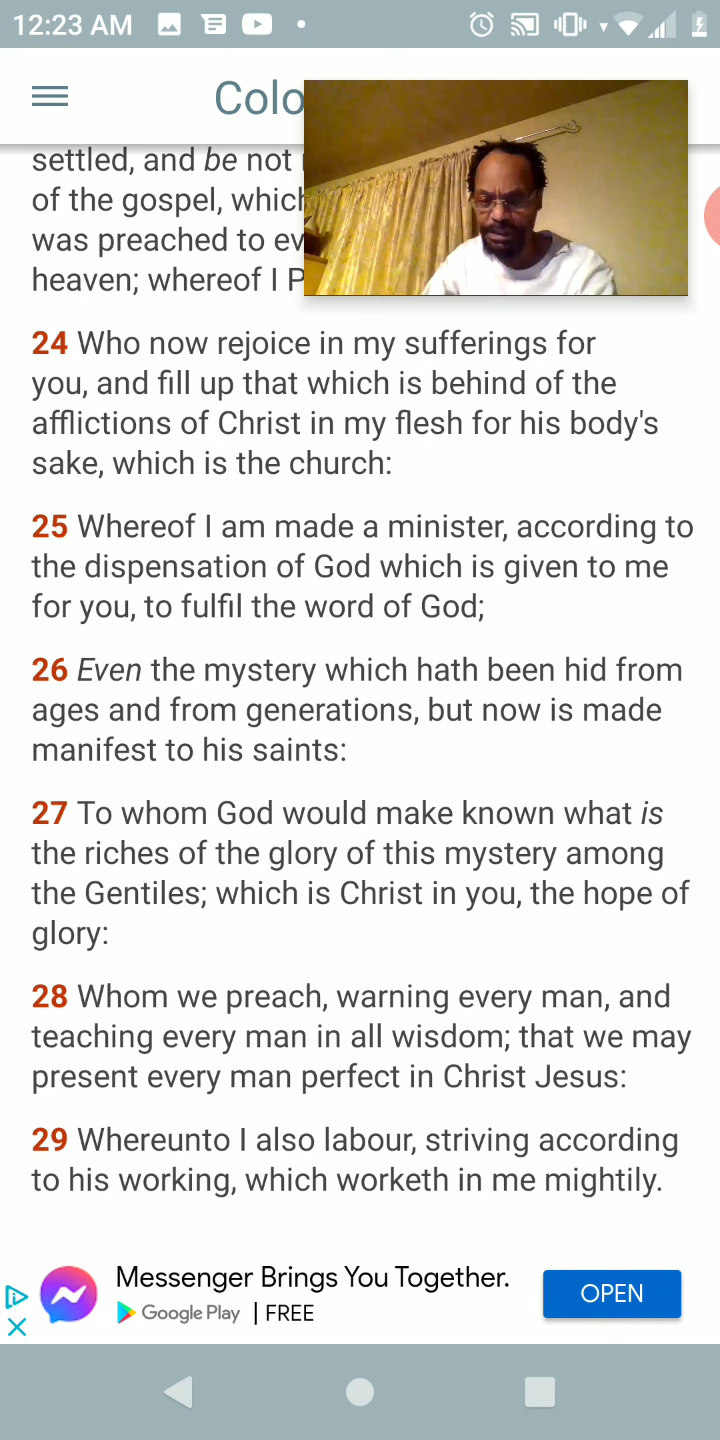 12:23 AM
Colo
settled, and be not
of the gospel, which
was preached to ev
heaven; whereof I P
24 Who now rejoice in my sufferings for
you, and fill up that which is behind of the
afflictions of Christ in my flesh for his body's
sake, which is the church:
25 Whereof I am made a minister, according to
the dispensation of God which is given to me
for you, to fulfil the word of God;
26 Even the mystery which hath been hid from
ages and from generations, but now is made
manifest to his saints:
27 To whom God would make known what is
the riches of the glory of this mystery among
the Gentiles; which is Christ in you, the hope of
glory:
28 Whom we preach, warning every man, and
teaching every man in all wisdom; that we may
present every man perfect in Christ Jesus:
29 Whereunto I also labour, striving according
to his working, which worketh in me mightily.
Messenger Brings You Together.
Google Play | FREE
OPEN